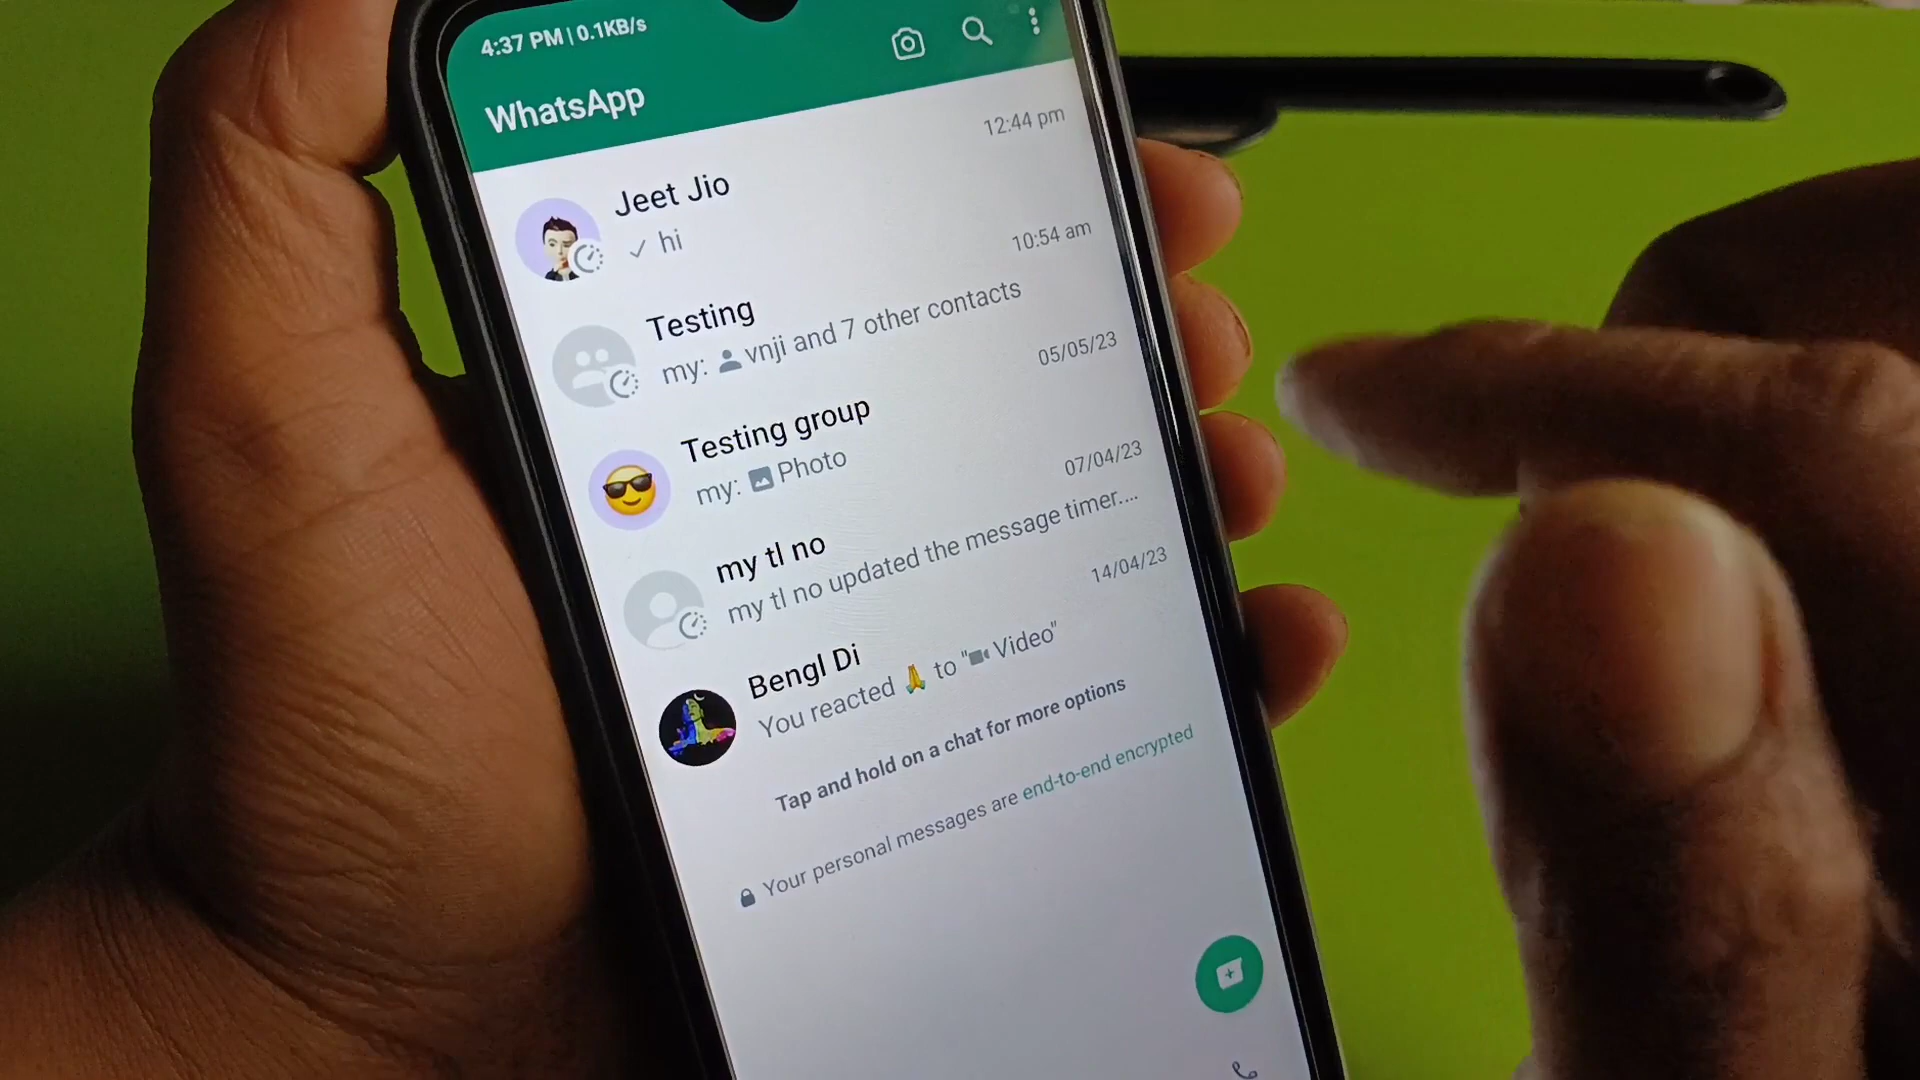 4:37 PM | 0.1KB/s
WhatsApp
Jeet Jio
12:44 pm
✓ hi
Testing
10:54 am
my: vnji and 7 other contacts
Testing group
05/05/23
my: Photo
my tl no
07/04/23
my tl no updated the message timer....
Bengl Di
14/04/23
You reacted 🙏 to "Video"
Tap and hold on a chat for more options
Your personal messages are end-to-end encrypted